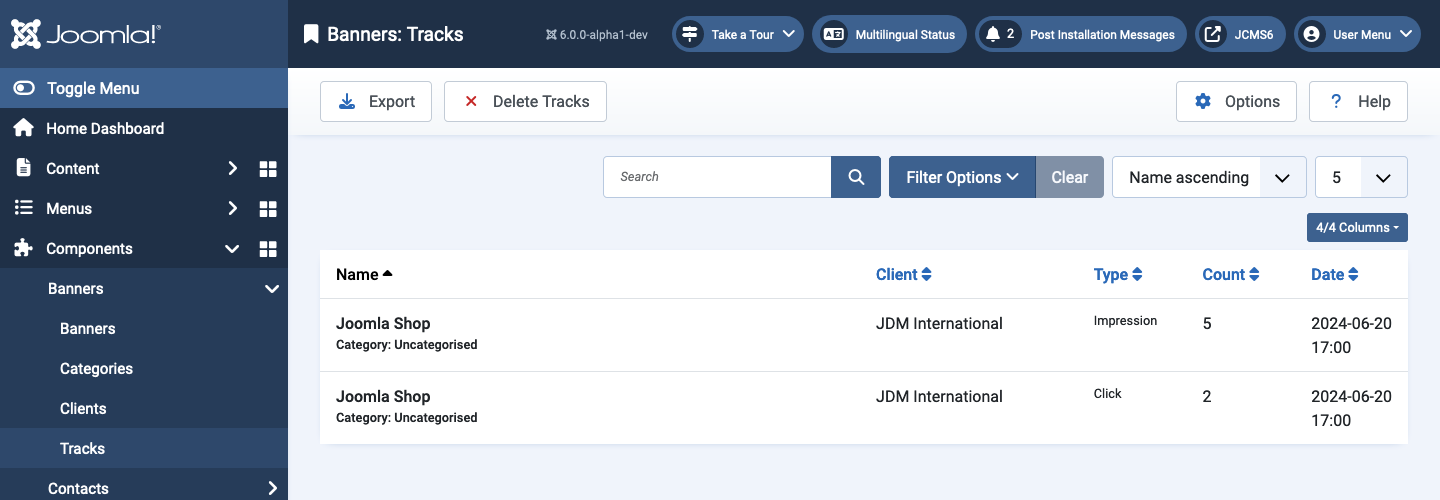 Joomla!®
Banners: Tracks
6.0.0-alpha1-dev
Take a Tour
Multilingual Status
2 Post Installation Messages
JCMS6
User Menu
Toggle Menu
Home Dashboard
Content
Menus
Components
Banners
Banners
Categories
Clients
Tracks
Contacts
Export
Delete Tracks
Options
? Help
Search
Filter Options
Clear
Name ascending
5
4/4 Columns
Name Client Type Count Date
Joomla Shop JDM International Impression 5 2024-06-20
Category: Uncategorised 17:00
Joomla Shop JDM International Click 2 2024-06-20
Category: Uncategorised 17:00